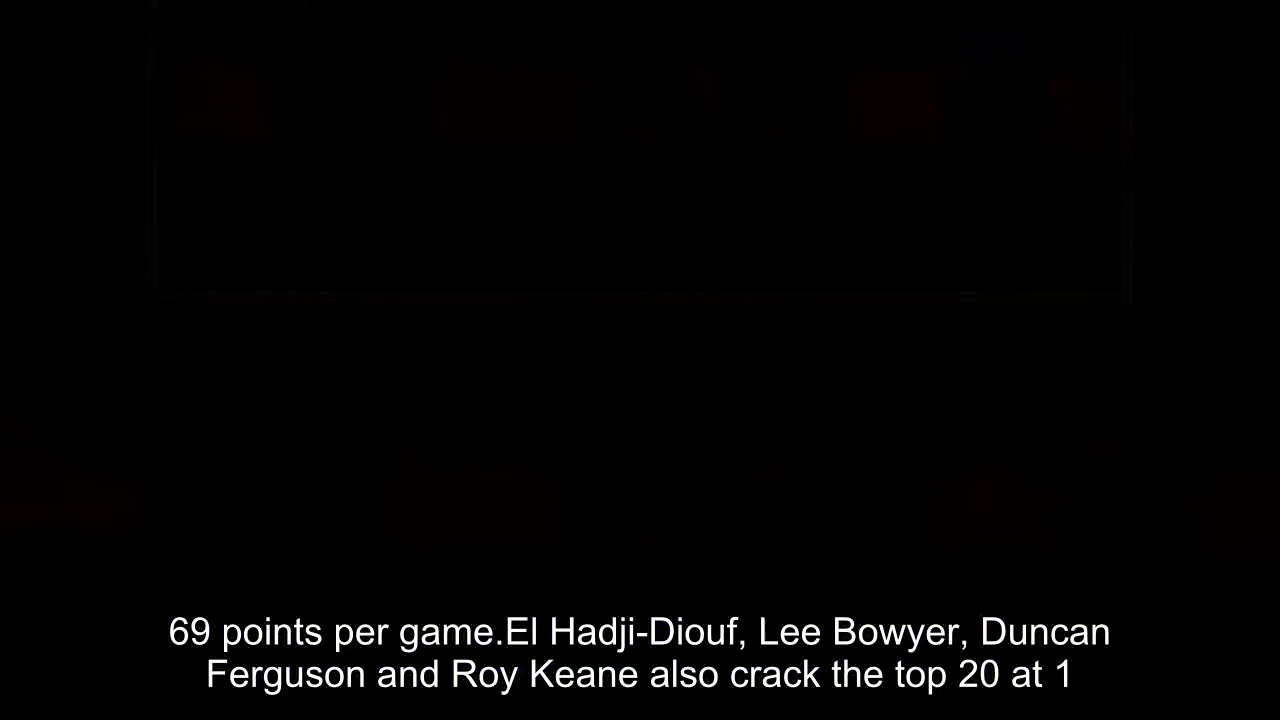 69 points per game.El Hadji-Diouf, Lee Bowyer, Duncan
Ferguson and Roy Keane also crack the top 20 at 1